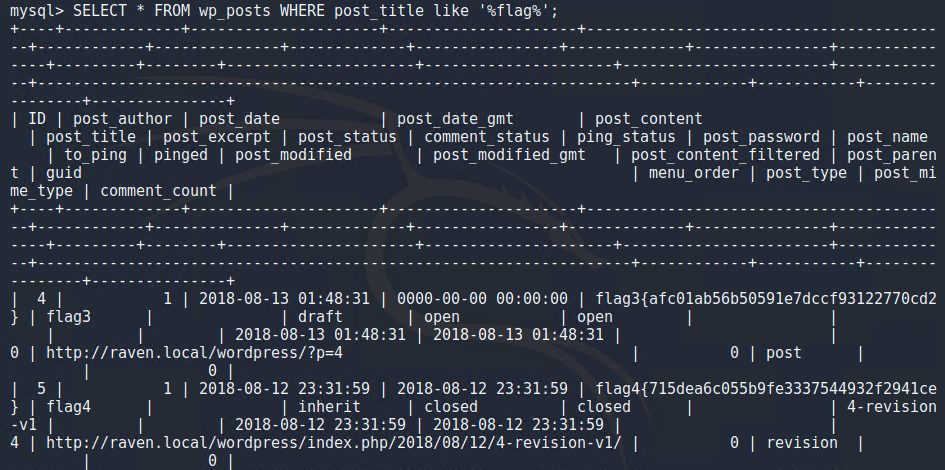 mysql> SELECT * FROM wp_posts WHERE post_title like '%flag%';
+----+-------------+---------------------+---------------------+-------------------------------------
--+------------+--------------+-------------+----------------+-------------+---------------+----------
----+---------+--------+---------------------+---------------------+-----------------------+----------
--+----------------------------------------------------------------+------------+-----------+---------
--------+---------------+
| ID | post_author | post_date           | post_date_gmt       | post_content
  | post_title | post_excerpt | post_status | comment_status | ping_status | post_password | post_name
    | to_ping | pinged | post_modified       | post_modified_gmt   | post_content_filtered | post_paren
t | guid                                                           | menu_order | post_type | post_mi
me_type | comment_count |
+----+-------------+---------------------+---------------------+-------------------------------------
--+------------+--------------+-------------+----------------+-------------+---------------+----------
----+---------+--------+---------------------+---------------------+-----------------------+----------
--+----------------------------------------------------------------+------------+-----------+---------
--------+---------------+
|  4 |           1 | 2018-08-13 01:48:31 | 0000-00-00 00:00:00 | flag3{afc01ab56b50591e7dccf93122770cd2
} | flag3      |              | draft       | open           | open        |               |
    |         |        | 2018-08-13 01:48:31 | 2018-08-13 01:48:31 |                       |
0 | http://raven.local/wordpress/?p=4                              |          0 | post      |
        |             0 |
|  5 |           1 | 2018-08-12 23:31:59 | 2018-08-12 23:31:59 | flag4{715dea6c055b9fe3337544932f2941ce
} | flag4      |              | inherit     | closed         | closed      |               | 4-revision
-v1 |         |        | 2018-08-12 23:31:59 | 2018-08-12 23:31:59 |                       |
4 | http://raven.local/wordpress/index.php/2018/08/12/4-revision-v1/ |          0 | revision  |
        |             0 |